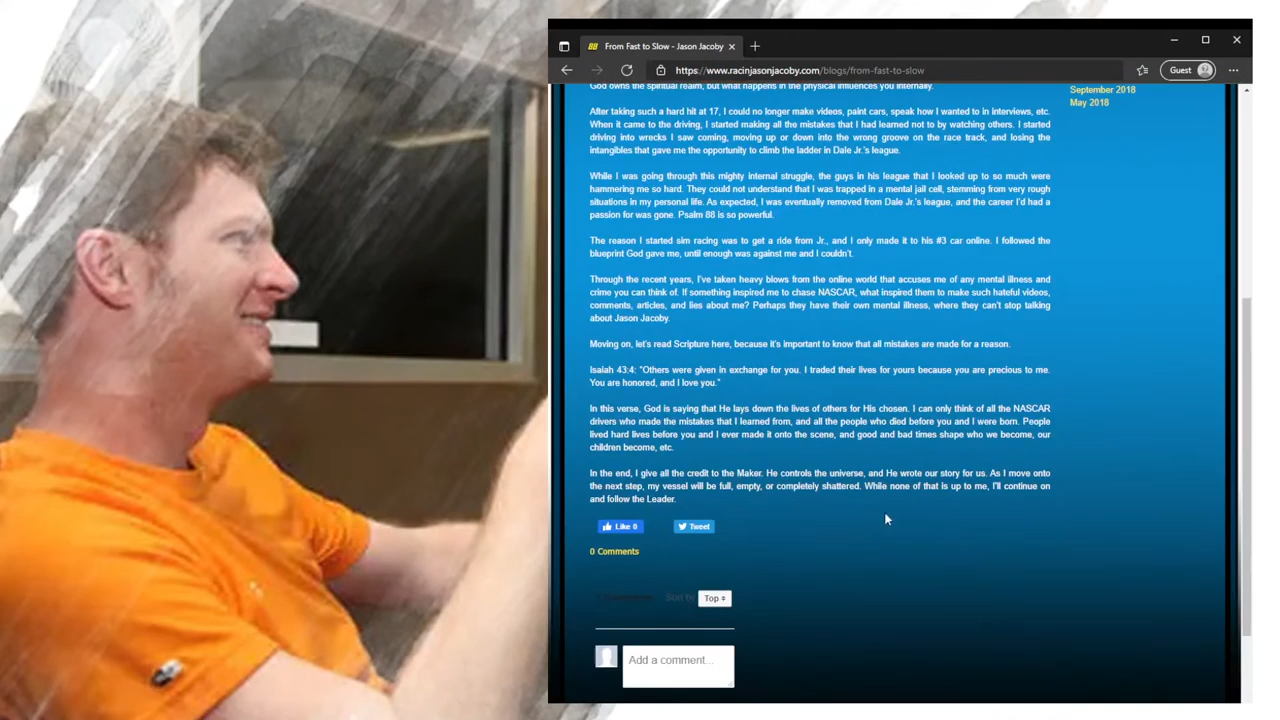 From Fast to Slow - Jason Jacoby
https://www.racinjasonjacoby.com/blogs/from-fast-to-slow
Guest
God owns the spiritual realm, but what happens in the physical influences you internally.
September 2018
May 2018
After taking such a hard hit at 17, I could no longer make videos, paint cars, speak how I wanted to in interviews, etc.
When it came to the driving, I started making all the mistakes that I had learned not to by watching others. I started
driving into wrecks I saw coming, moving up or down into the wrong groove on the race track, and losing the
intangibles that gave me the opportunity to climb the ladder in Dale Jr.'s league.
While I was going through this mighty internal struggle, the guys in his league that I looked up to so much were
hammering me so hard. They could not understand that I was trapped in a mental jail cell, stemming from very rough
situations in my personal life. As expected, I was eventually removed from Dale Jr.'s league, and the career I'd had a
passion for was gone. Psalm 88 is so powerful.
The reason I started sim racing was to get a ride from Jr., and I only made it to his #3 car online. I followed the
blueprint God gave me, until enough was against me and I couldn't.
Through the recent years, I've taken heavy blows from the online world that accuses me of any mental illness and
crime you can think of. If something inspired me to chase NASCAR, what inspired them to make such hateful videos,
comments, articles, and lies about me? Perhaps they have their own mental illness, where they can't stop talking
about Jason Jacoby.
Moving on, let's read Scripture here, because it's important to know that all mistakes are made for a reason.
Isaiah 43:4: "Others were given in exchange for you. I traded their lives for yours because you are precious to me.
You are honored, and I love you."
In this verse, God is saying that He lays down the lives of others for His chosen. I can only think of all the NASCAR
drivers who made the mistakes that I learned from, and all the people who died before you and I were born. People
lived hard lives before you and I ever made it onto the scene, and good and bad times shape who we become, our
children become, etc.
In the end, I give all the credit to the Maker. He controls the universe, and He wrote our story for us. As I move onto
the next step, my vessel will be full, empty, or completely shattered. While none of that is up to me, I'll continue on
and follow the Leader.
Like 0
Tweet
0 Comments
Sort by Top
Add a comment...